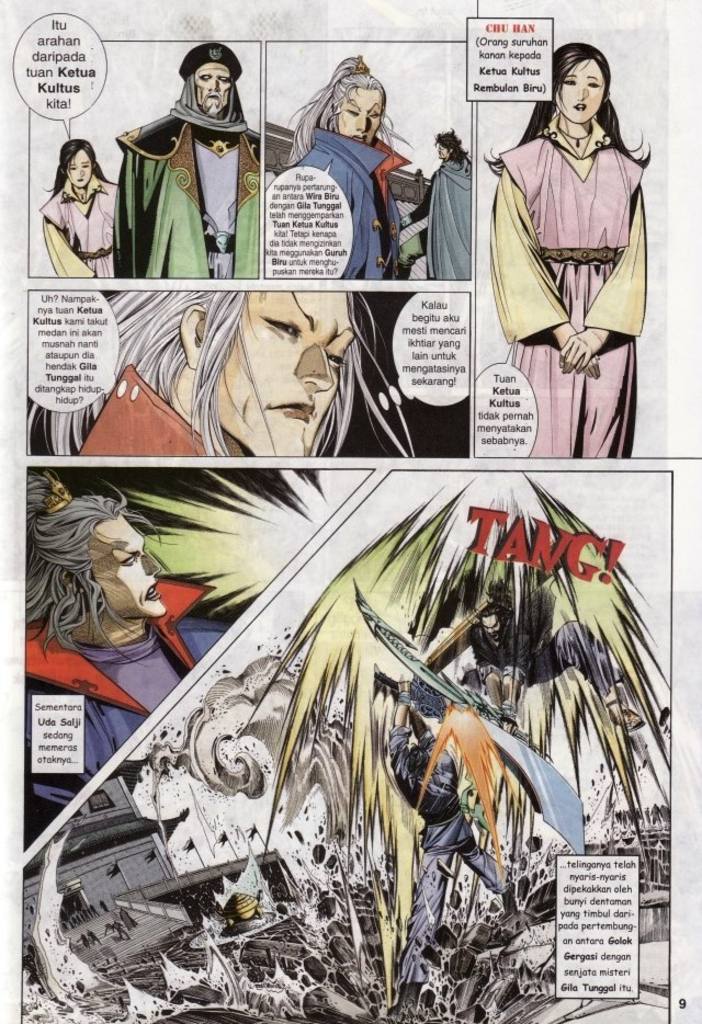 Itu
arahan
daripada
tuan Ketua
Kultus
kita!
Rupa-
rupanya pertarung-
an antara Wira Biru
dengan Gila Tunggal
telah menggemparkan
Tuan Ketua Kultus
kita! Tetapi kenapa
dia tidak mengizinkan
kita menggunakan Guruh
Biru untuk menghu-
puskan mereka itu?
CHU HAN
(Orang suruhan
kanan kepada
Ketua Kultus
Rembulan Biru)
Uh? Nampak-
nya tuan Ketua
Kultus kami takut
medan ini akan
musnah nanti
ataupun dia
hendak Gila
Tunggal itu
ditangkap hidup-
hidup?
Kalau
begitu aku
mesti mencari
ikhtiar yang
lain untuk
mengatasinya
sekarang!
Tuan
Ketua
Kultus
tidak pernah
menyatakan
sebabnya.
Sementara
Uda Salji
sedang
memeras
otaknya...
TANG!
...telinganya telah
nyaris-nyaris
dipekakkan oleh
bunyi dentaman
yang timbul dari-
pada pertembung-
an antara Golok
Gergasi dengan
senjata misteri
Gila Tunggal itu.
9